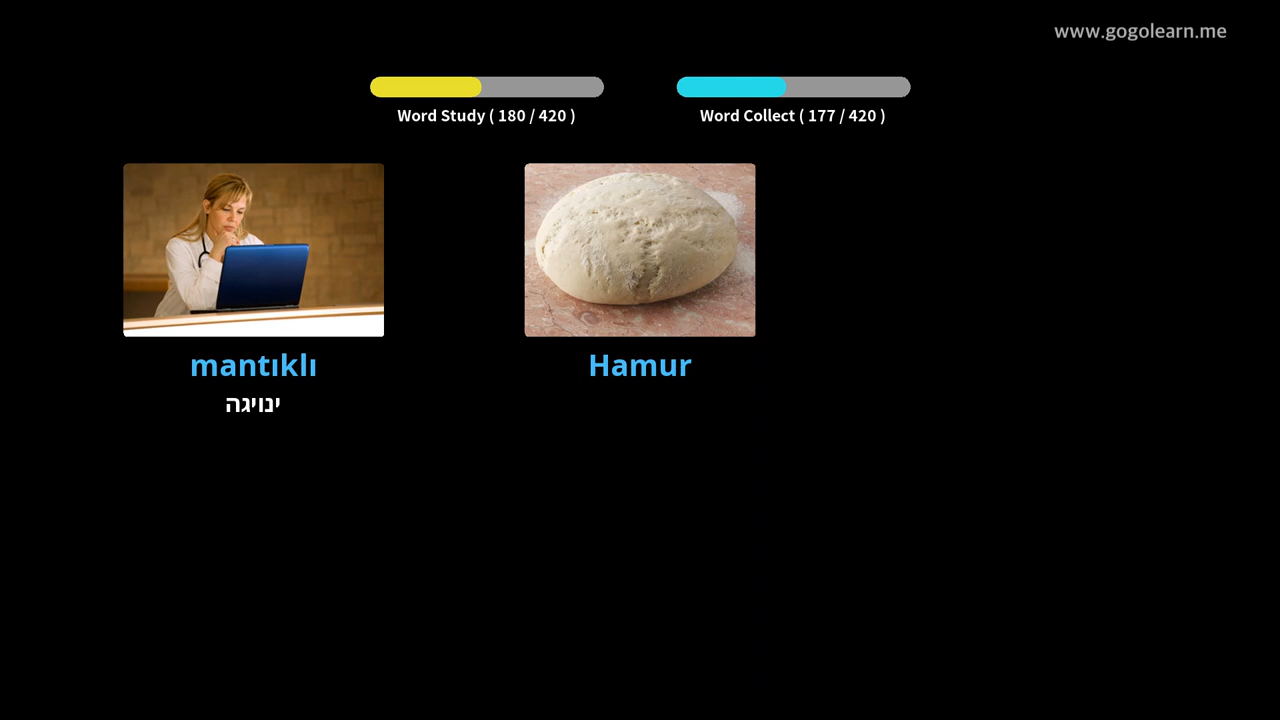 www.gogolearn.me
Word Study ( 180 / 420 )
Word Collect ( 177 / 420 )
mantıklı
ינויגה
Hamur